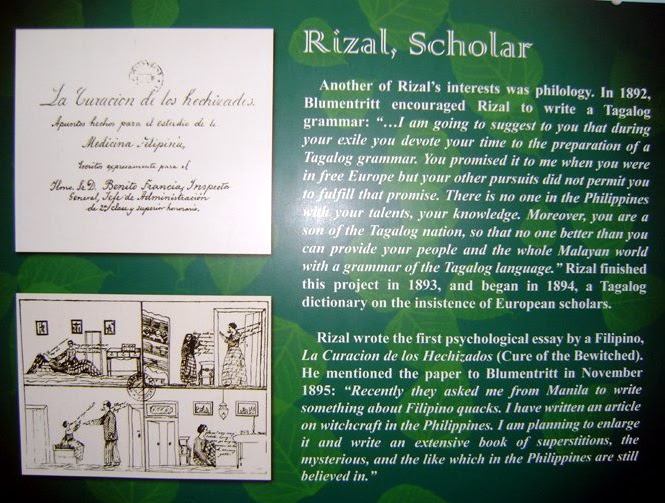 La Curacion de los hechizados.
Apuntes hechos para el estudio de la
Medicina Filipina,
Escritos expresamente para el
Ilmo. Sr D. Benito Francia, Inspector
General, Jefe de Administración
de 2ª clase y superior honorario.
Rizal, Scholar
Another of Rizal's interests was philology. In 1892,
Blumentritt encouraged Rizal to write a Tagalog
grammar: “…I am going to suggest to you that during
your exile you devote your time to the preparation of a
Tagalog grammar. You promised it to me when you were
in free Europe but your other pursuits did not permit you
to fulfill that promise. There is no one in the Philippines
with your talents, your knowledge. Moreover, you are a
son of the Tagalog nation, so that no one better than you
can provide your people and the whole Malayan world
with a grammar of the Tagalog language.” Rizal finished
this project in 1893, and began in 1894, a Tagalog
dictionary on the insistence of European scholars.
Rizal wrote the first psychological essay by a Filipino,
La Curacion de los Hechizados (Cure of the Bewitched).
He mentioned the paper to Blumentritt in November
1895: “Recently they asked me from Manila to write
something about Filipino quacks. I have written an article
on witchcraft in the Philippines. I am planning to enlarge
it and write an extensive book of superstitions, the
mysterious, and the like which in the Philippines are still
believed in.”